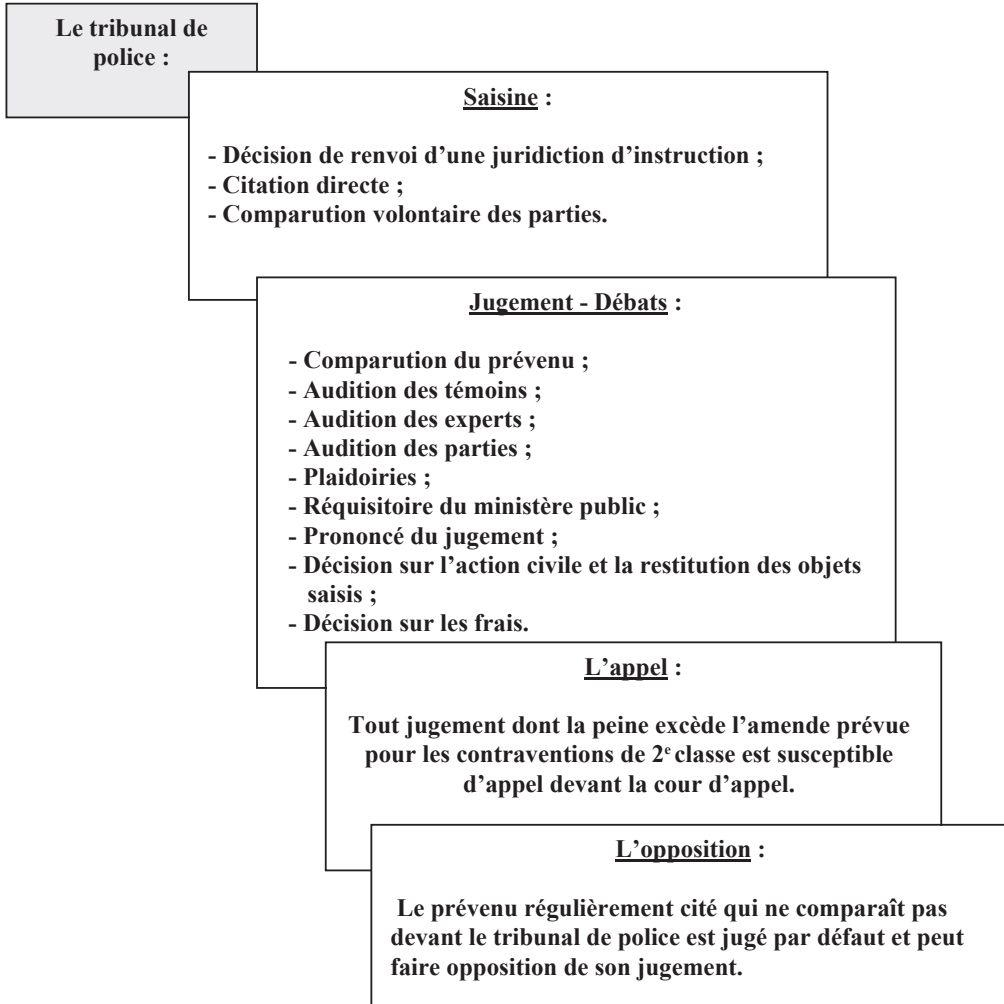 Le tribunal de
police :
Saisine :
- Décision de renvoi d’une juridiction d’instruction ;
- Citation directe ;
- Comparution volontaire des parties.
Jugement - Débats :
- Comparution du prévenu ;
- Audition des témoins ;
- Audition des experts ;
- Audition des parties ;
- Plaidoiries ;
- Réquisitoire du ministère public ;
- Prononcé du jugement ;
- Décision sur l’action civile et la restitution des objets
saisis ;
- Décision sur les frais.
L’appel :
Tout jugement dont la peine excède l’amende prévue
pour les contraventions de 2e classe est susceptible
d’appel devant la cour d’appel.
L’opposition :
Le prévenu régulièrement cité qui ne comparaît pas
devant le tribunal de police est jugé par défaut et peut
faire opposition de son jugement.